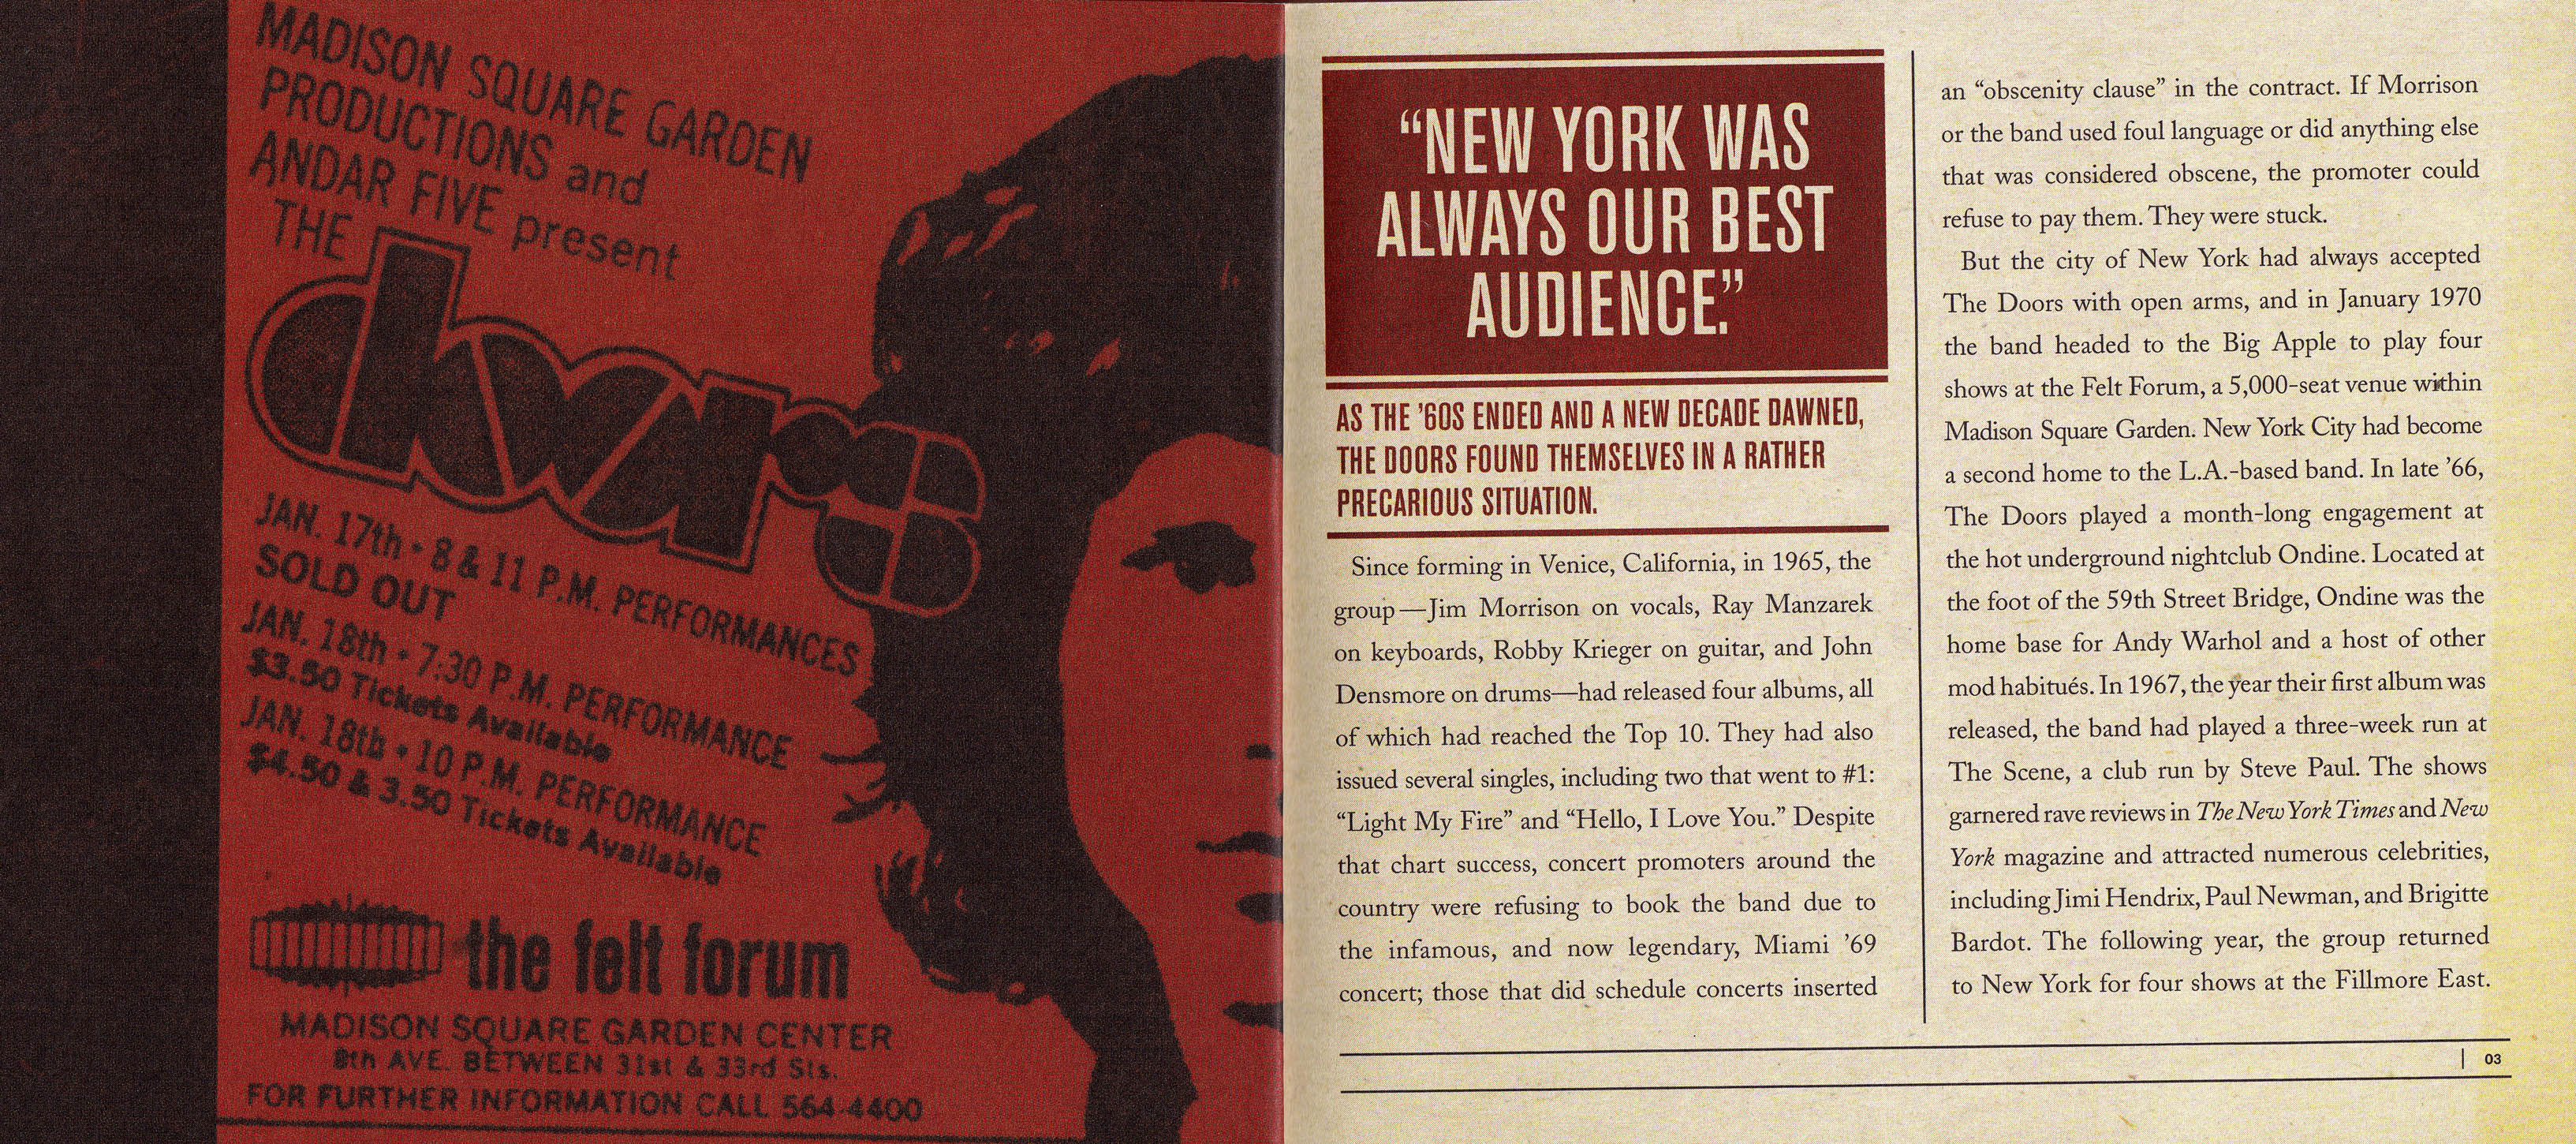 MADISON SQUARE GARDEN
PRODUCTIONS and
ANDAR FIVE present
THE
doors
JAN. 17th • 8 & 11 P.M. PERFORMANCES
SOLD OUT
JAN. 18th • 7:30 P.M. PERFORMANCE
$3.50 Tickets Available
JAN. 18th • 10 P.M. PERFORMANCE
$4.50 & 3.50 Tickets Available
the felt forum
MADISON SQUARE GARDEN CENTER
8th AVE. BETWEEN 31st & 33rd Sts.
FOR FURTHER INFORMATION CALL 564-4400
“NEW YORK WAS
ALWAYS OUR BEST
AUDIENCE.”
AS THE ’60S ENDED AND A NEW DECADE DAWNED,
THE DOORS FOUND THEMSELVES IN A RATHER
PRECARIOUS SITUATION.
Since forming in Venice, California, in 1965, the
group—Jim Morrison on vocals, Ray Manzarek
on keyboards, Robby Krieger on guitar, and John
Densmore on drums—had released four albums, all
of which had reached the Top 10. They had also
issued several singles, including two that went to #1:
“Light My Fire” and “Hello, I Love You.” Despite
that chart success, concert promoters around the
country were refusing to book the band due to
the infamous, and now legendary, Miami ’69
concert; those that did schedule concerts inserted
an “obscenity clause” in the contract. If Morrison
or the band used foul language or did anything else
that was considered obscene, the promoter could
refuse to pay them. They were stuck.
But the city of New York had always accepted
The Doors with open arms, and in January 1970
the band headed to the Big Apple to play four
shows at the Felt Forum, a 5,000-seat venue within
Madison Square Garden. New York City had become
a second home to the L.A.-based band. In late ’66,
The Doors played a month-long engagement at
the hot underground nightclub Ondine. Located at
the foot of the 59th Street Bridge, Ondine was the
home base for Andy Warhol and a host of other
mod habitués. In 1967, the year their first album was
released, the band had played a three-week run at
The Scene, a club run by Steve Paul. The shows
garnered rave reviews in The New York Times and New
York magazine and attracted numerous celebrities,
including Jimi Hendrix, Paul Newman, and Brigitte
Bardot. The following year, the group returned
to New York for four shows at the Fillmore East.
03